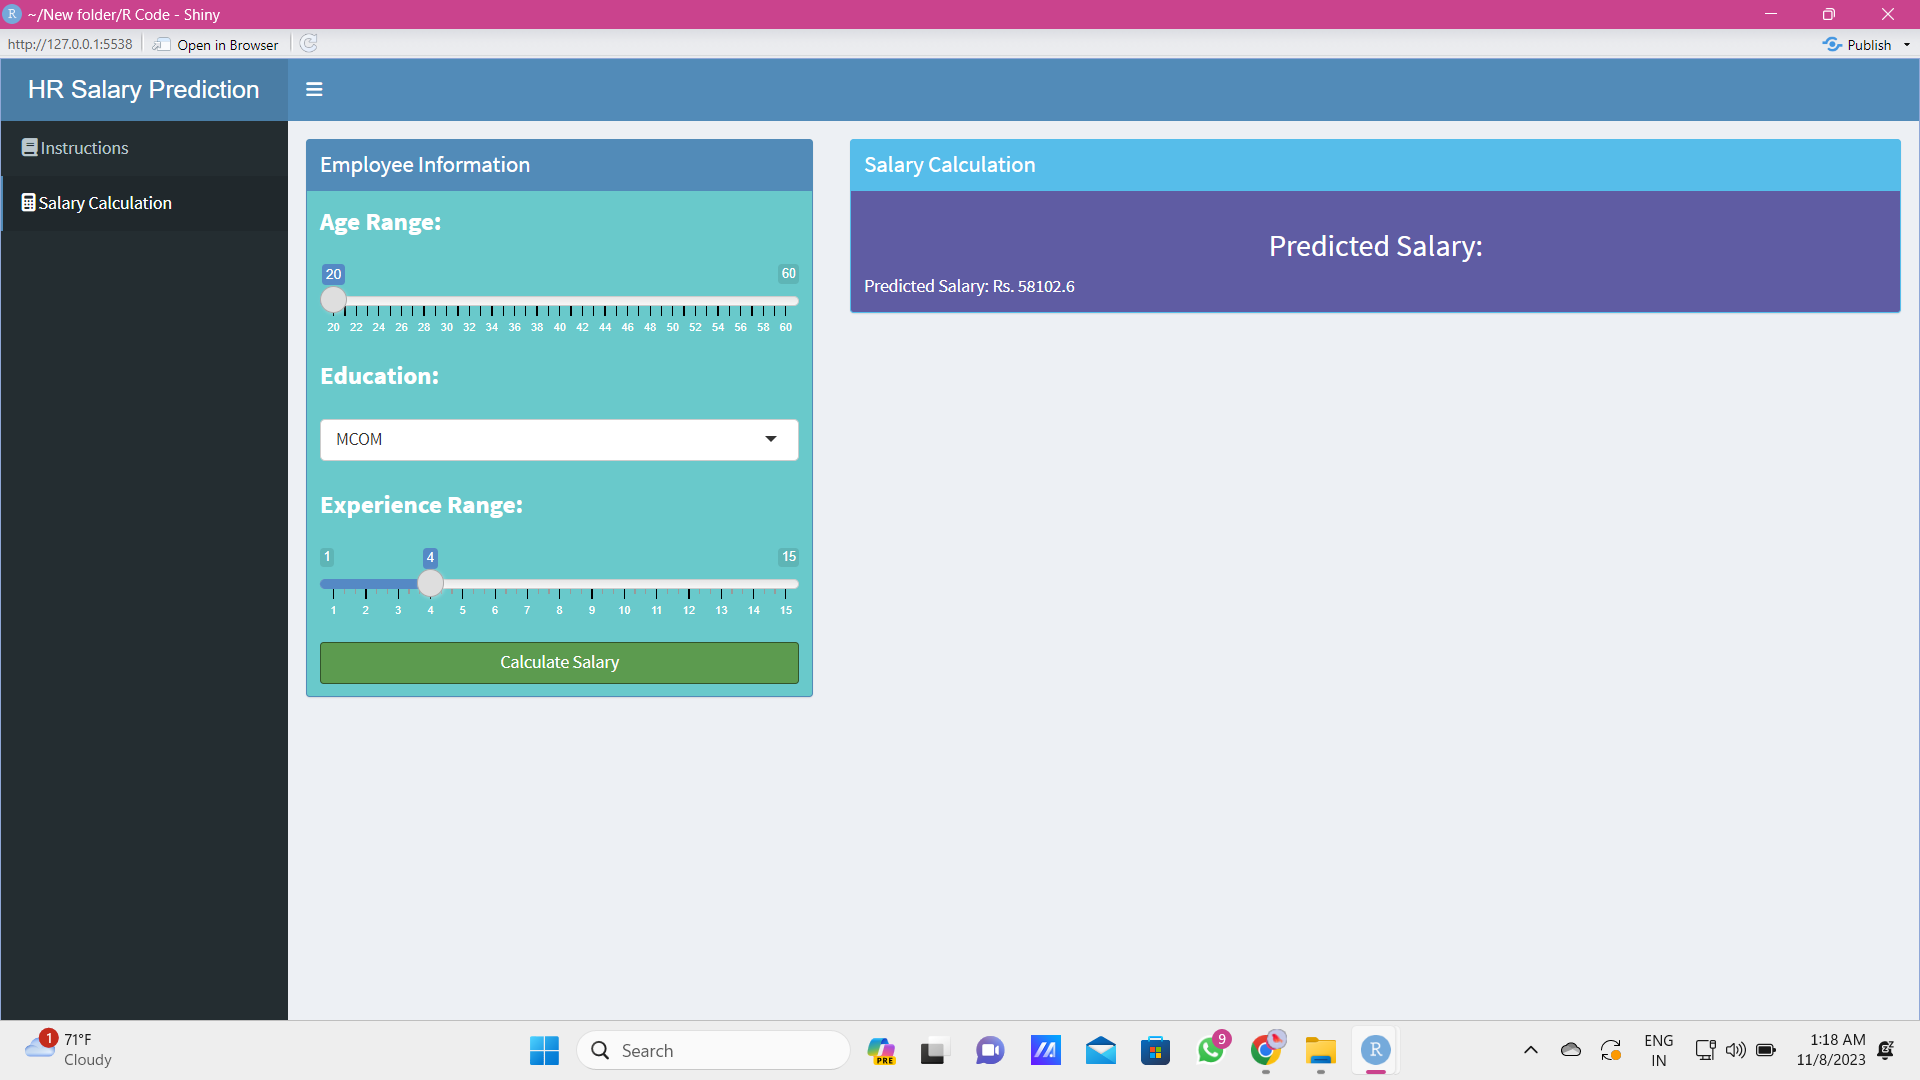 R ~/New folder/R Code - Shiny
http://127.0.0.1:5538 Open in Browser Publish
HR Salary Prediction
Instructions
Salary Calculation
Employee Information
Age Range:
20 60
20 22 24 26 28 30 32 34 36 38 40 42 44 46 48 50 52 54 56 58 60
Education:
MCOM
Experience Range:
1 4 15
1 2 3 4 5 6 7 8 9 10 11 12 13 14 15
Calculate Salary
Salary Calculation
Predicted Salary:
Predicted Salary: Rs. 58102.6
1 71°F
Cloudy
Search
PRE
9
R
ENG
IN
1:18 AM
11/8/2023